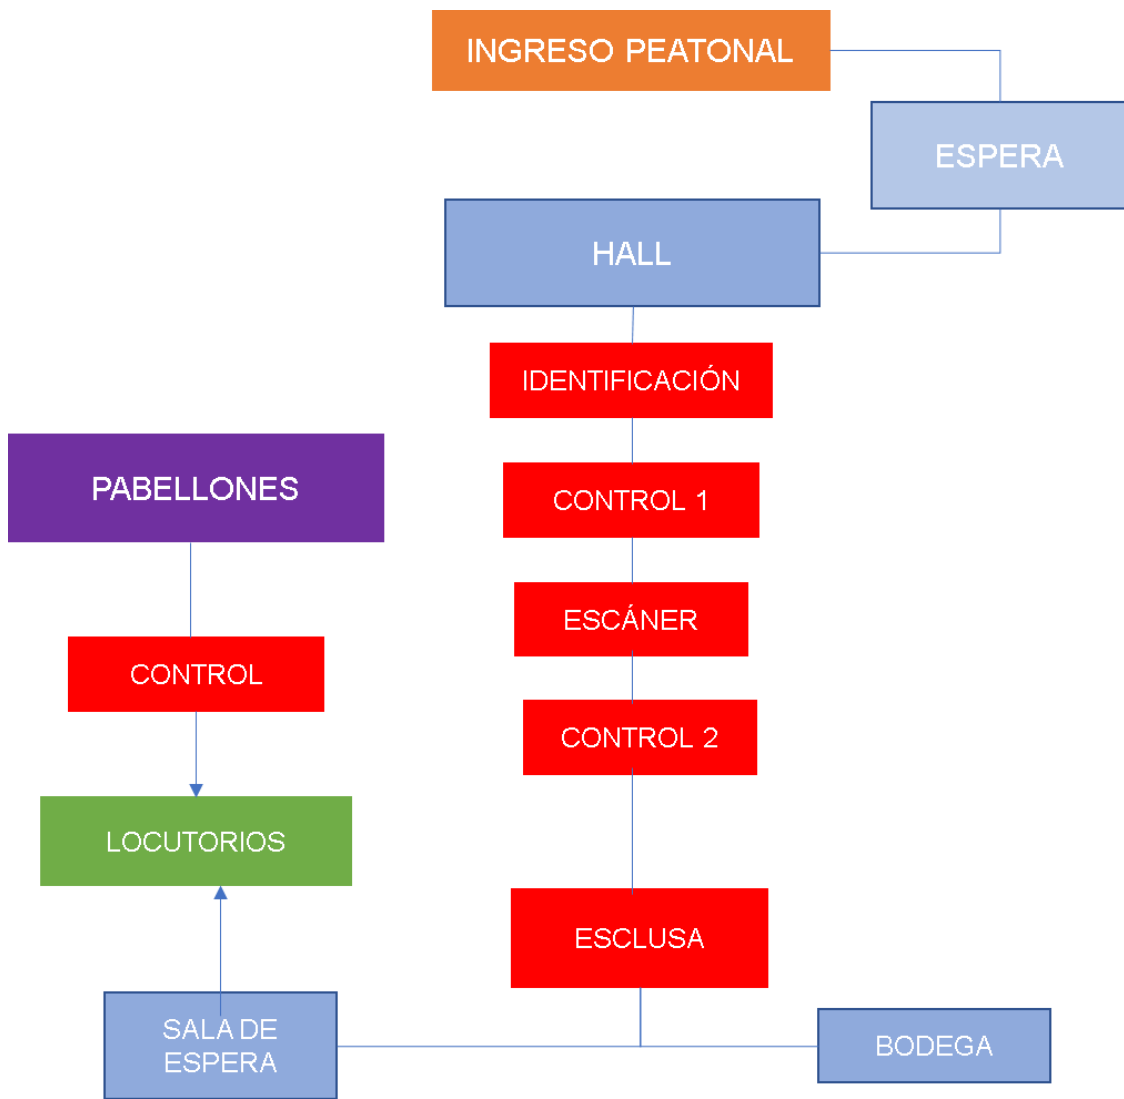 INGRESO PEATONAL
ESPERA
HALL
IDENTIFICACIÓN
CONTROL 1
ESCÁNER
CONTROL 2
ESCLUSA
PABELLONES
CONTROL
LOCUTORIOS
SALA DE
ESPERA
BODEGA